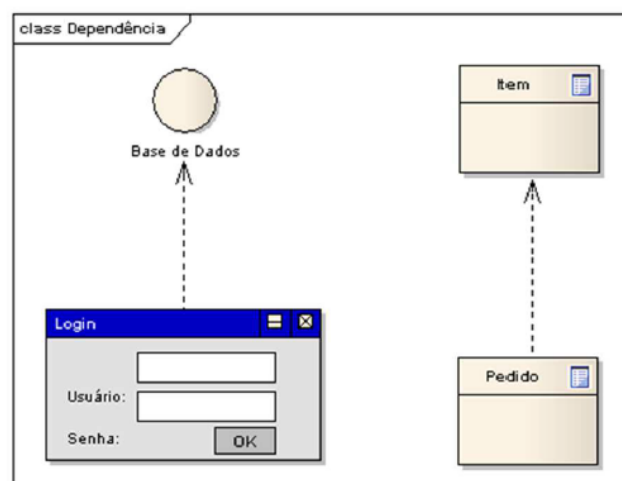 class Dependência
Base de Dados
Item
Login
Usuário:
Senha:
OK
Pedido